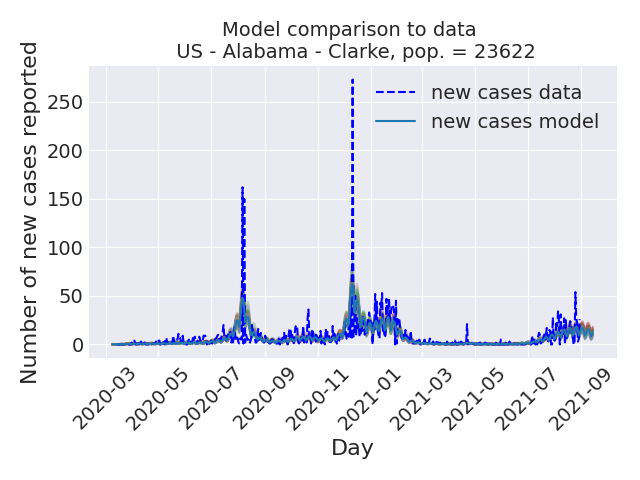 Model comparison to data
US - Alabama - Clarke, pop. = 23622
Number of new cases reported
250
200
150
100
50
0
new cases data
new cases model
2020-03
2020-05
2020-07
2020-09
2020-11
2021-01
2021-03
2021-05
2021-07
2021-09
Day